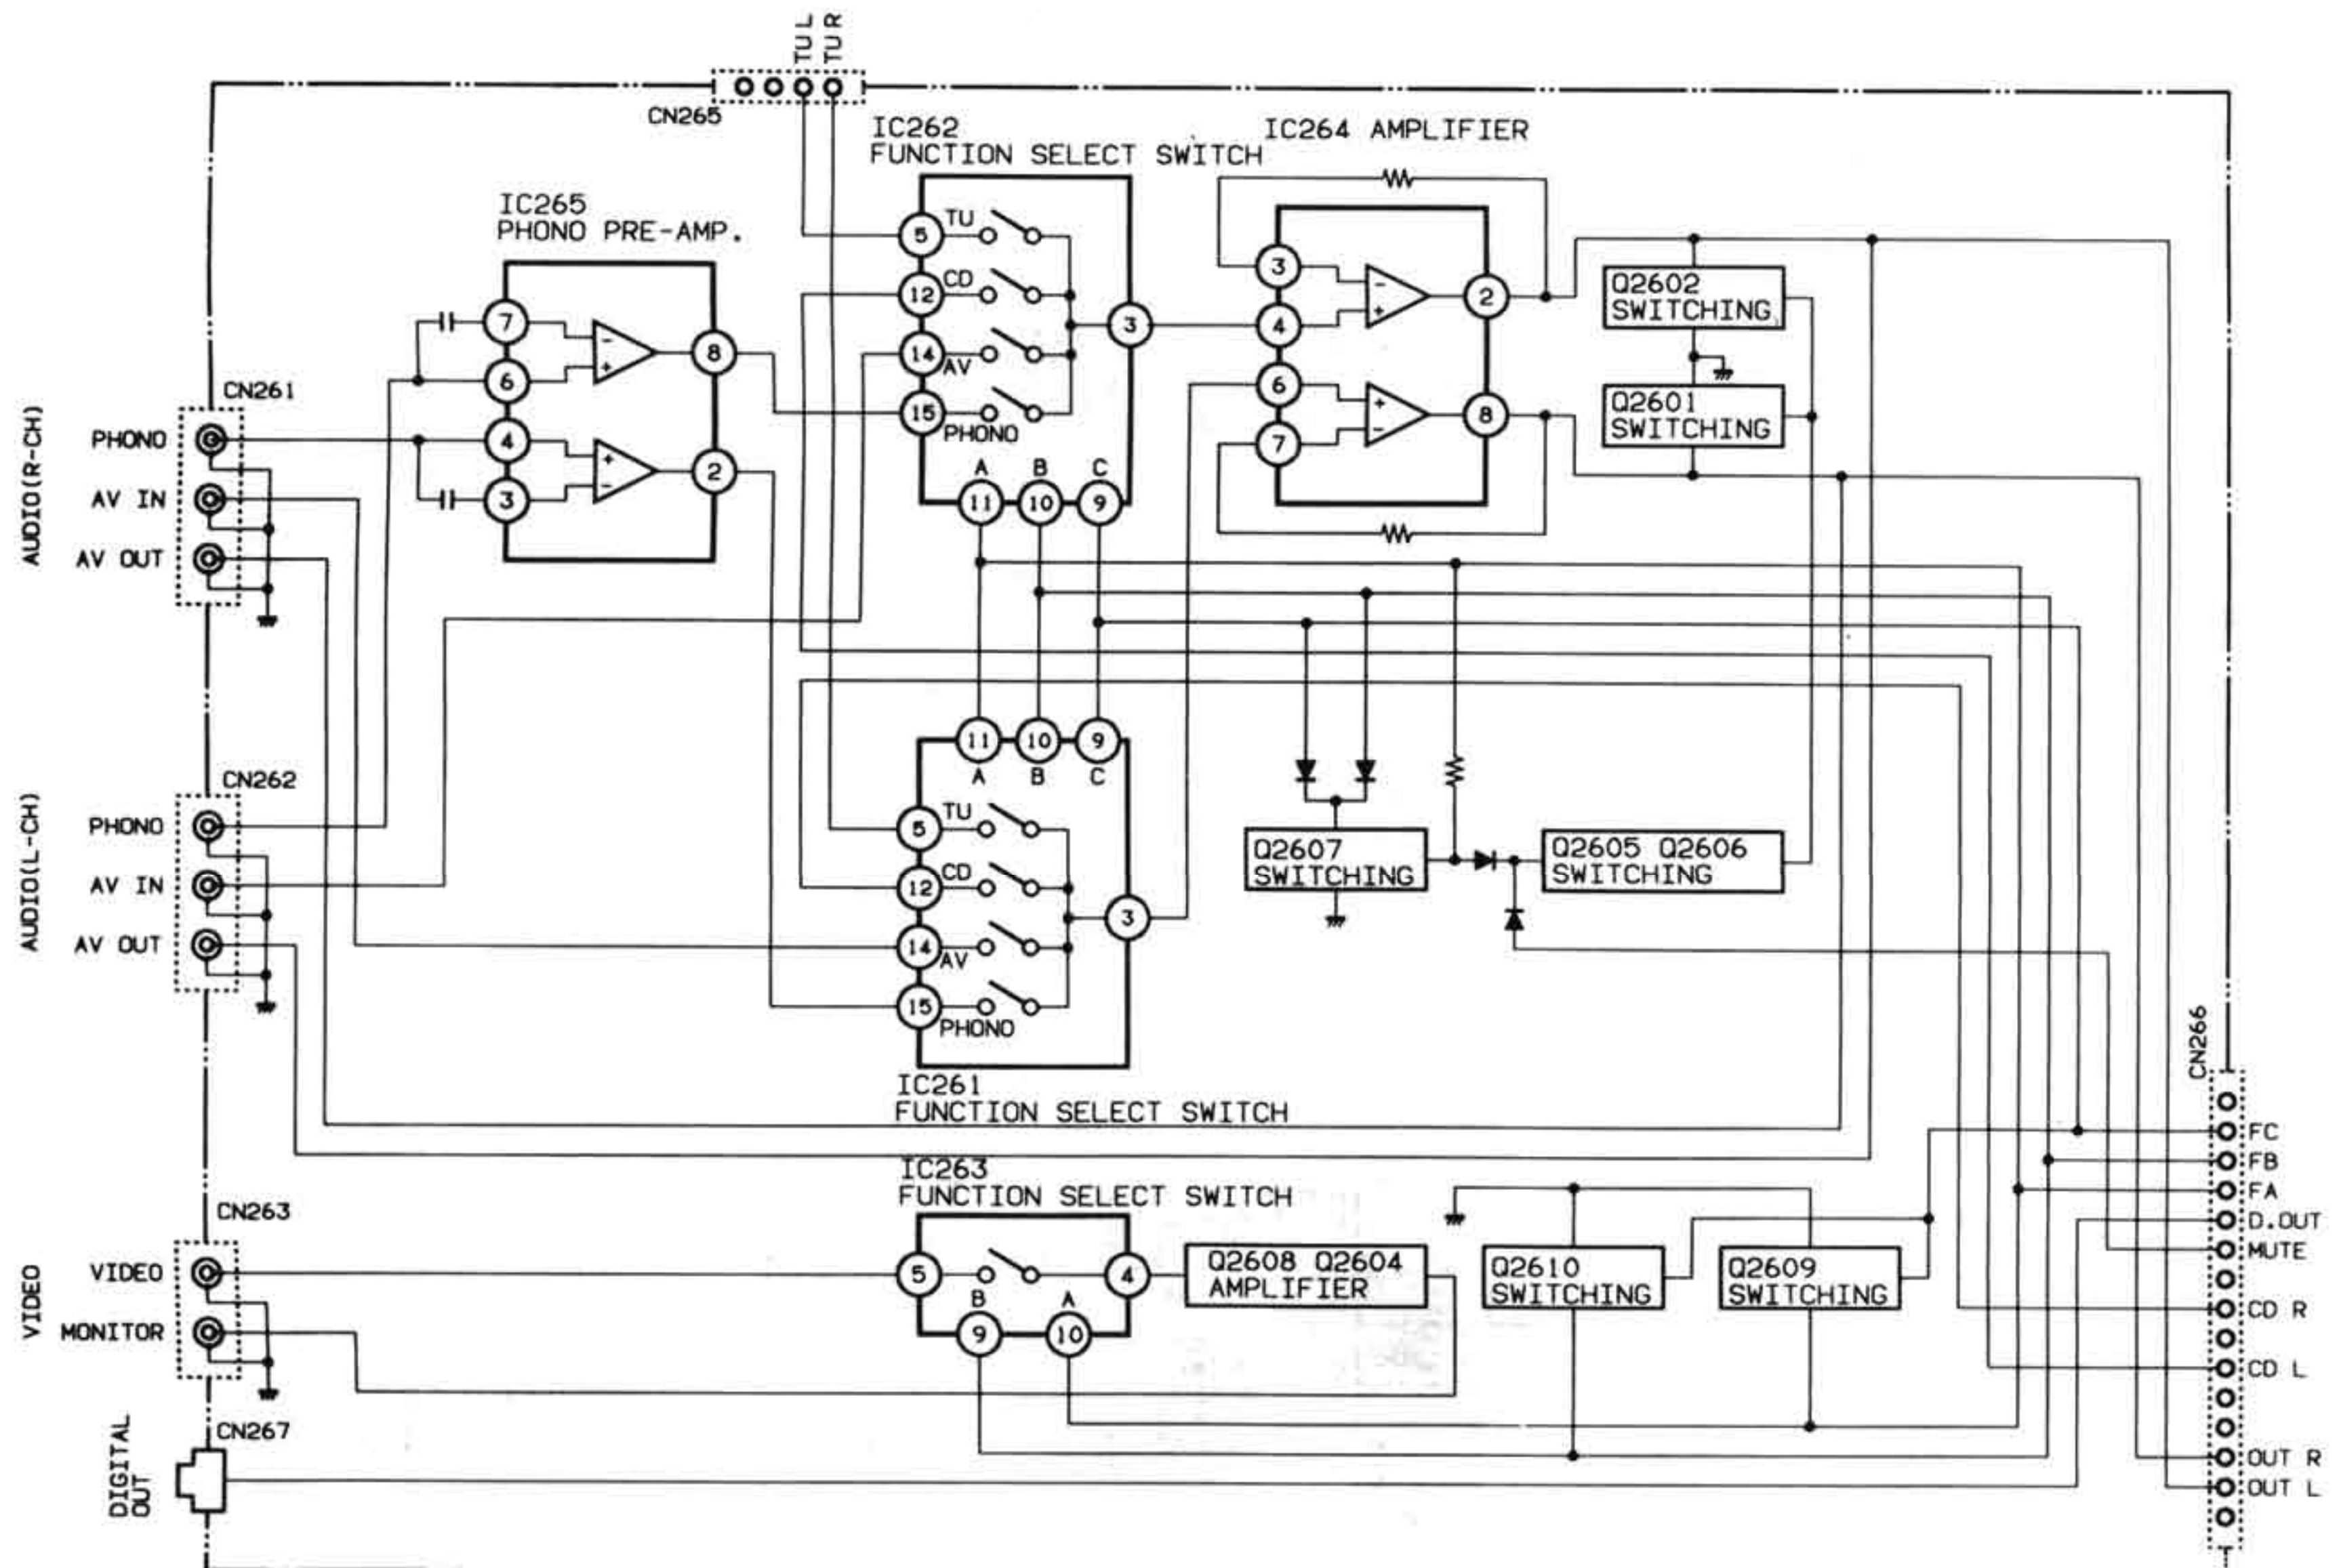 TU L
TU R
CN265
IC262
FUNCTION SELECT SWITCH
IC264 AMPLIFIER
IC265
PHONO PRE-AMP.
5
TU
12
CD
14
AV
15
PHONO
3
A
B
C
11
10
9
7
6
4
3
8
2
3
4
6
7
2
8
Q2602
SWITCHING
Q2601
SWITCHING
AUDIO(R-CH)
CN261
PHONO
AV IN
AV OUT
AUDIO(L-CH)
CN262
PHONO
AV IN
AV OUT
11
10
9
A
B
C
5
TU
12
CD
14
AV
15
PHONO
3
IC261
FUNCTION SELECT SWITCH
Q2607
SWITCHING
Q2605 Q2606
SWITCHING
IC263
FUNCTION SELECT SWITCH
5
4
B
A
9
10
Q2608 Q2604
AMPLIFIER
Q2610
SWITCHING
Q2609
SWITCHING
VIDEO
CN263
VIDEO
MONITOR
DIGITAL
OUT
CN267
CN266
FC
FB
FA
D.OUT
MUTE
CD R
CD L
OUT R
OUT L